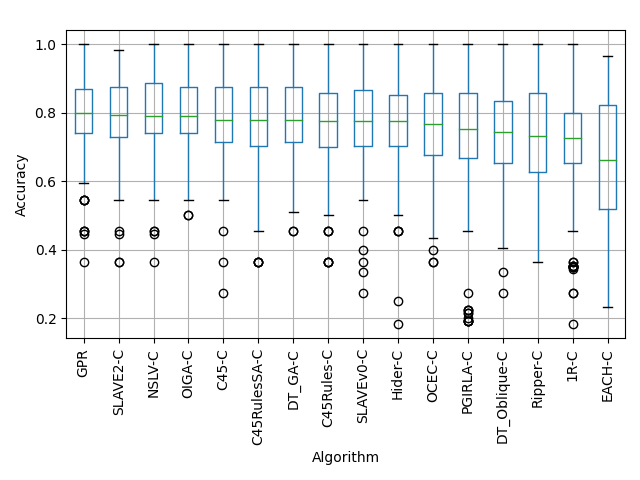 1.0
0.8
0.6
0.4
0.2
Accuracy
GPR
SLAVE2-C
NSLV-C
OIGA-C
C45-C
C45RulesSA-C
DT_GA-C
C45Rules-C
SLAVEv0-C
Hider-C
OCEC-C
PGIRLA-C
DT_Oblique-C
Ripper-C
1R-C
EACH-C
Algorithm